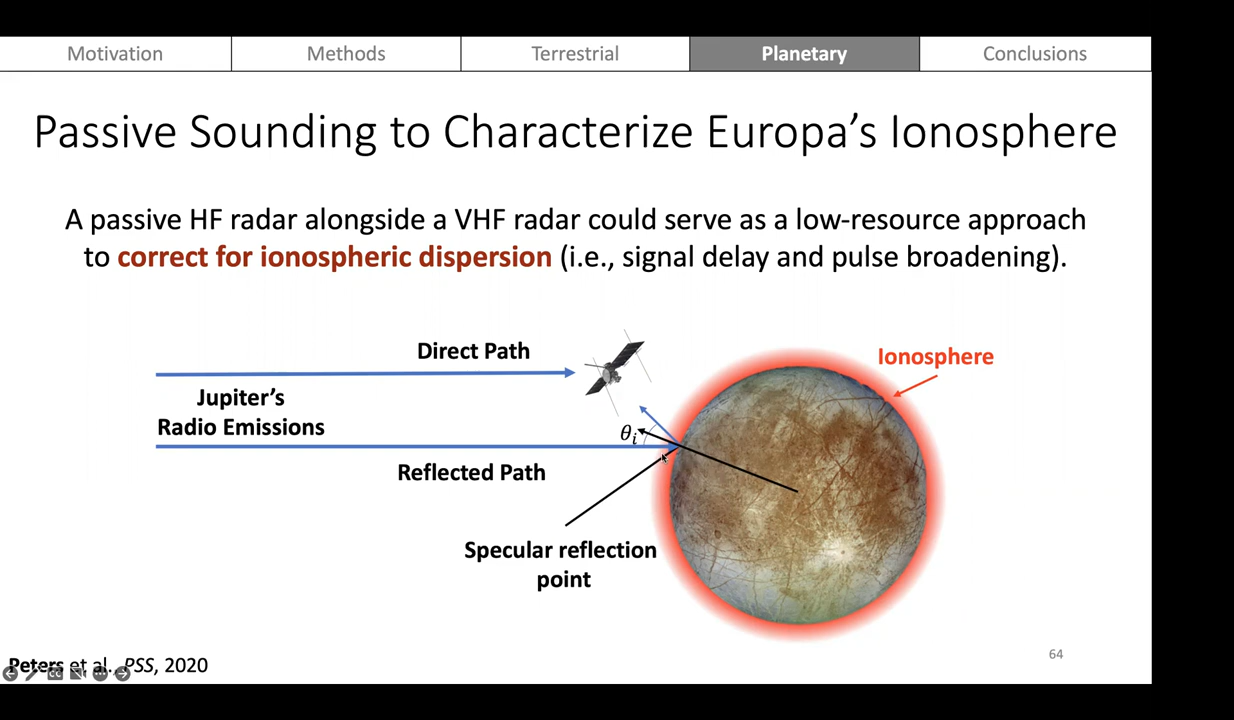 Motivation
Methods
Terrestrial
Planetary
Conclusions
Passive Sounding to Characterize Europa's Ionosphere
A passive HF radar alongside a VHF radar could serve as a low-resource approach
to correct for ionospheric dispersion (i.e., signal delay and pulse broadening).
Direct Path
Ionosphere
Jupiter's
Radio Emissions
θi
Reflected Path
Specular reflection
point
64
Peters et al., PSS, 2020
CC